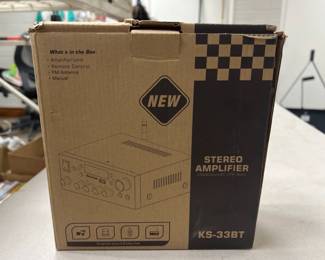 What's in the Box:
• Amplifier Unit
• Remote Control
• FM Antenna
• Manual
NEW
STEREO
AMPLIFIER
KS-33BT